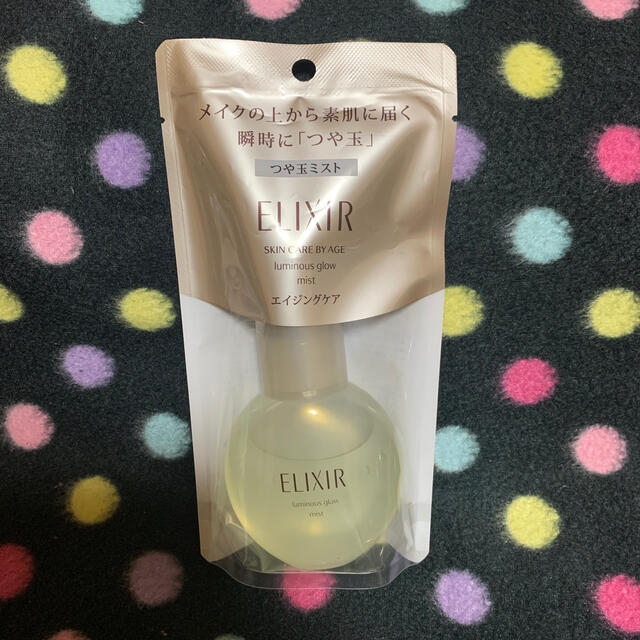 メイクの上から素肌に届く
瞬時に「つや玉」
つや玉ミスト
ELIXIR
SKIN CARE BY AGE
luminous glow
mist
エイジングケア
ELIXIR
luminous glow
mist